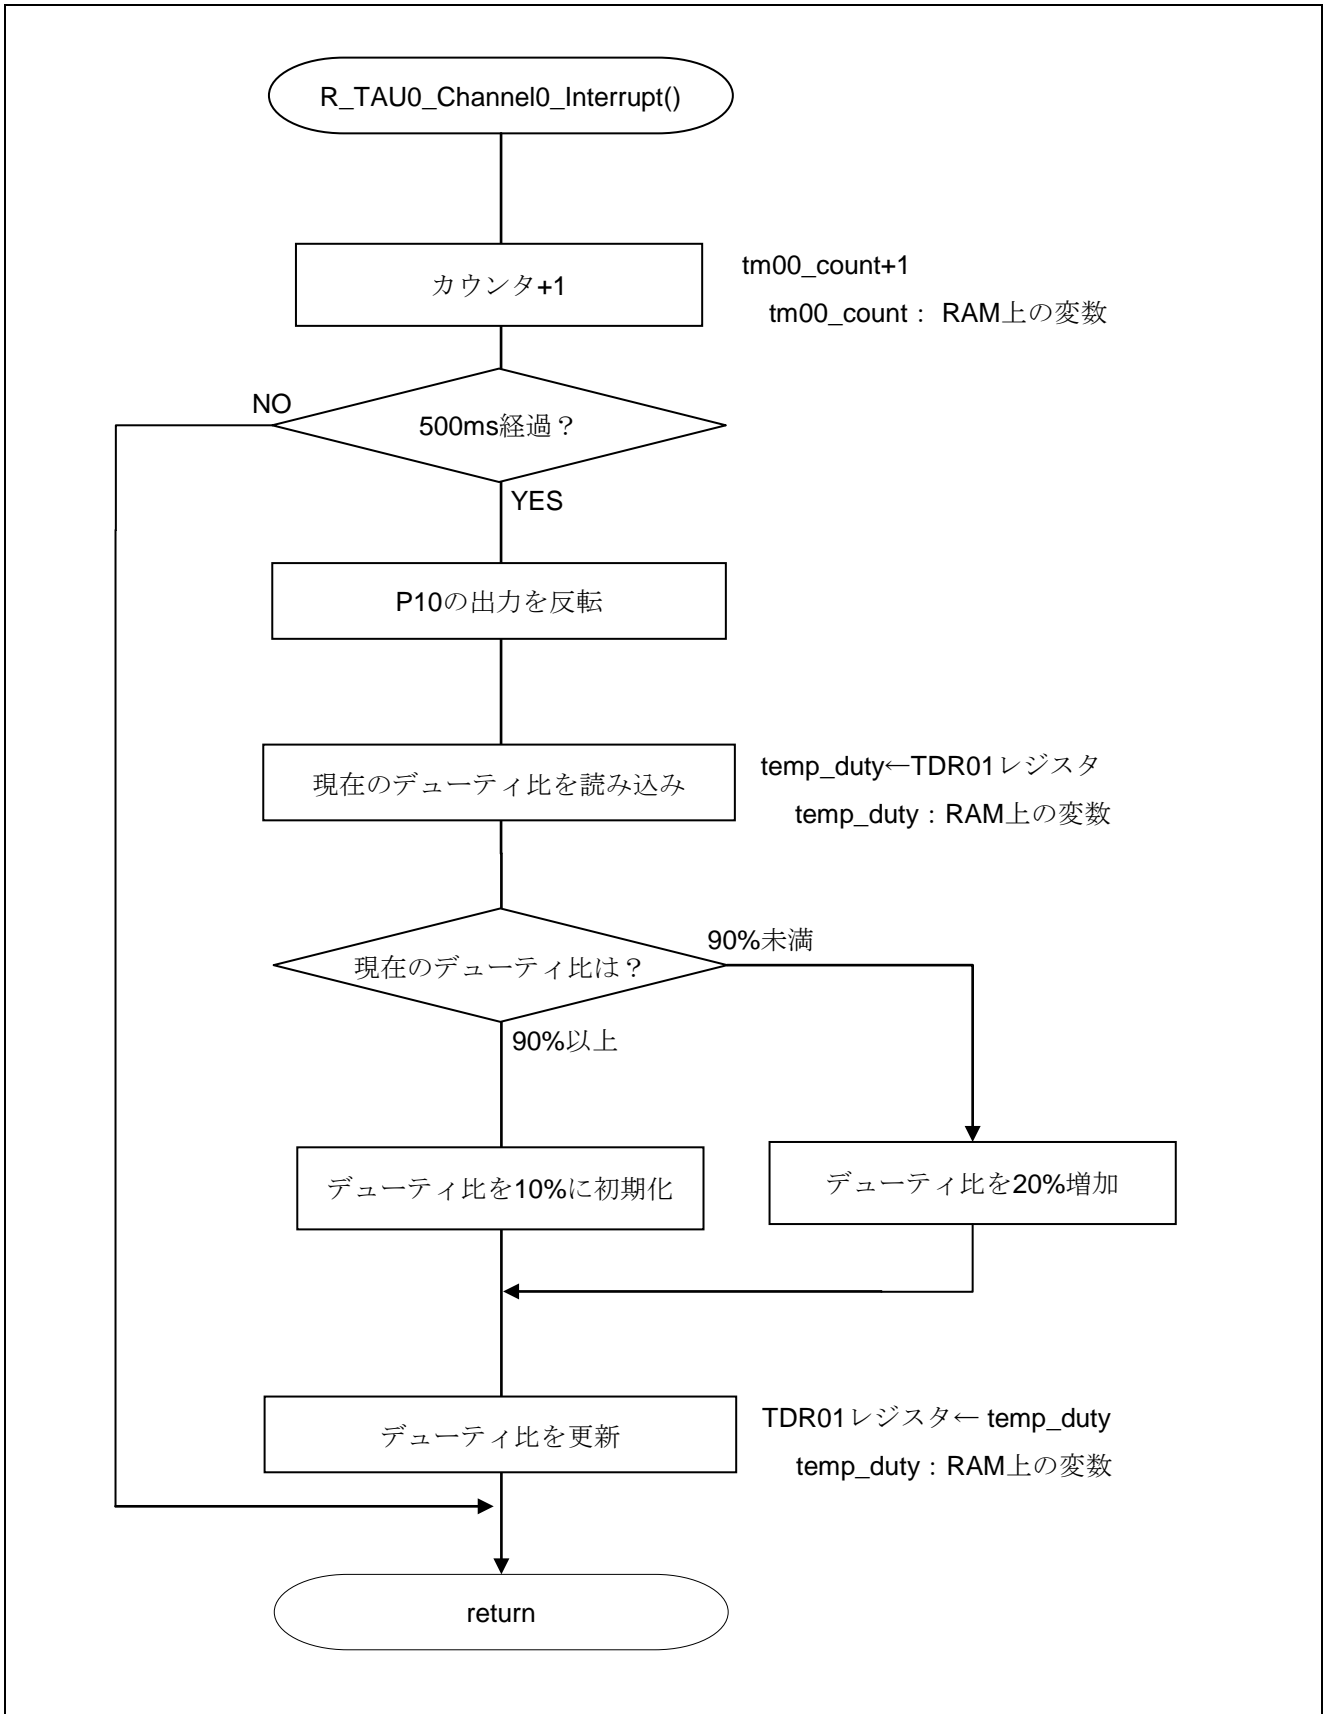 R_TAU0_Channel0_Interrupt()
カウンタ+1
tm00_count+1
tm00_count： RAM上の変数
NO
500ms経過？
YES
P10の出力を反転
現在のデューティ比を読み込み
temp_duty←TDR01レジスタ
temp_duty：RAM上の変数
90%未満
現在のデューティ比は？
90%以上
デューティ比を10%に初期化
デューティ比を20%増加
デューティ比を更新
TDR01レジスタ← temp_duty
temp_duty：RAM上の変数
return